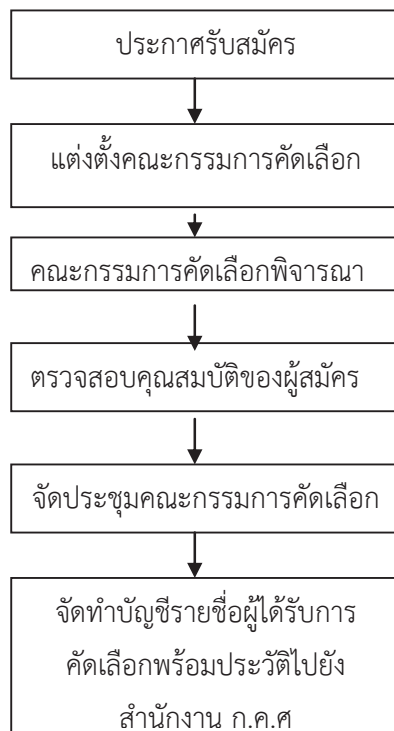 ประกาศรับสมัคร
แต่งตั้งคณะกรรมการคัดเลือก
คณะกรรมการคัดเลือกพิจารณา
ตรวจสอบคุณสมบัติของผู้สมัคร
จัดประชุมคณะกรรมการคัดเลือก
จัดทำบัญชีรายชื่อผู้ได้รับการ
คัดเลือกพร้อมประวัติไปยัง
สำนักงาน ก.ค.ศ